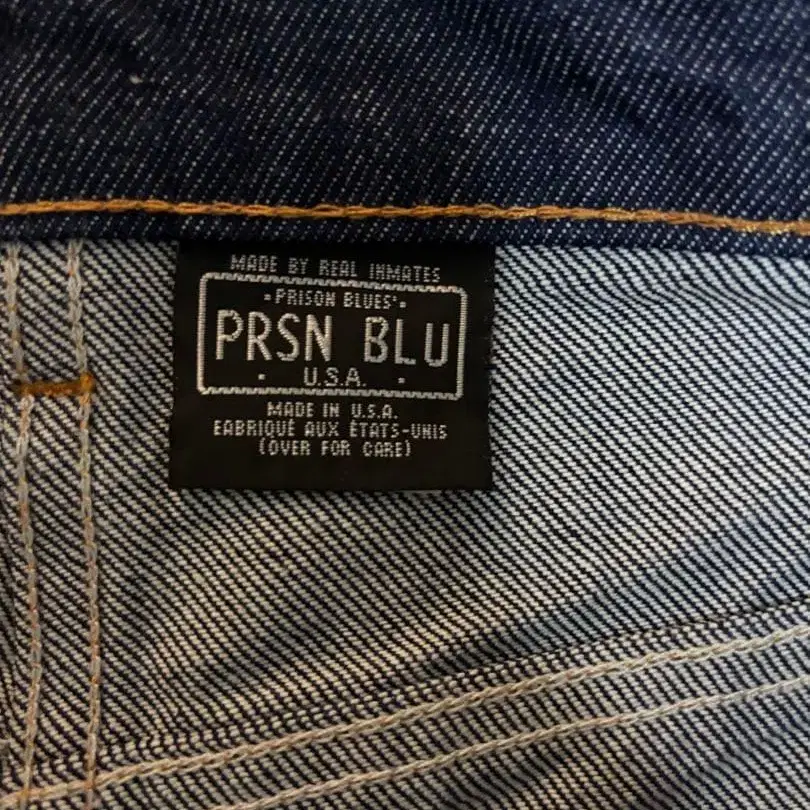 MADE BY REAL INMATES
• PRISON BLUES® •
PRSN BLU
• U.S.A. •
MADE IN U.S.A.
FABRIQUÉ AUX ÉTATS-UNIS
(OVER FOR CARE)